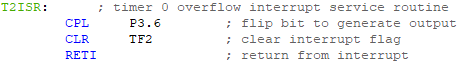 T2ISR: ; timer 0 overflow interrupt service routine
CPL P3.6 ; flip bit to generate output
CLR TF2 ; clear interrupt flag
RETI ; return from interrupt